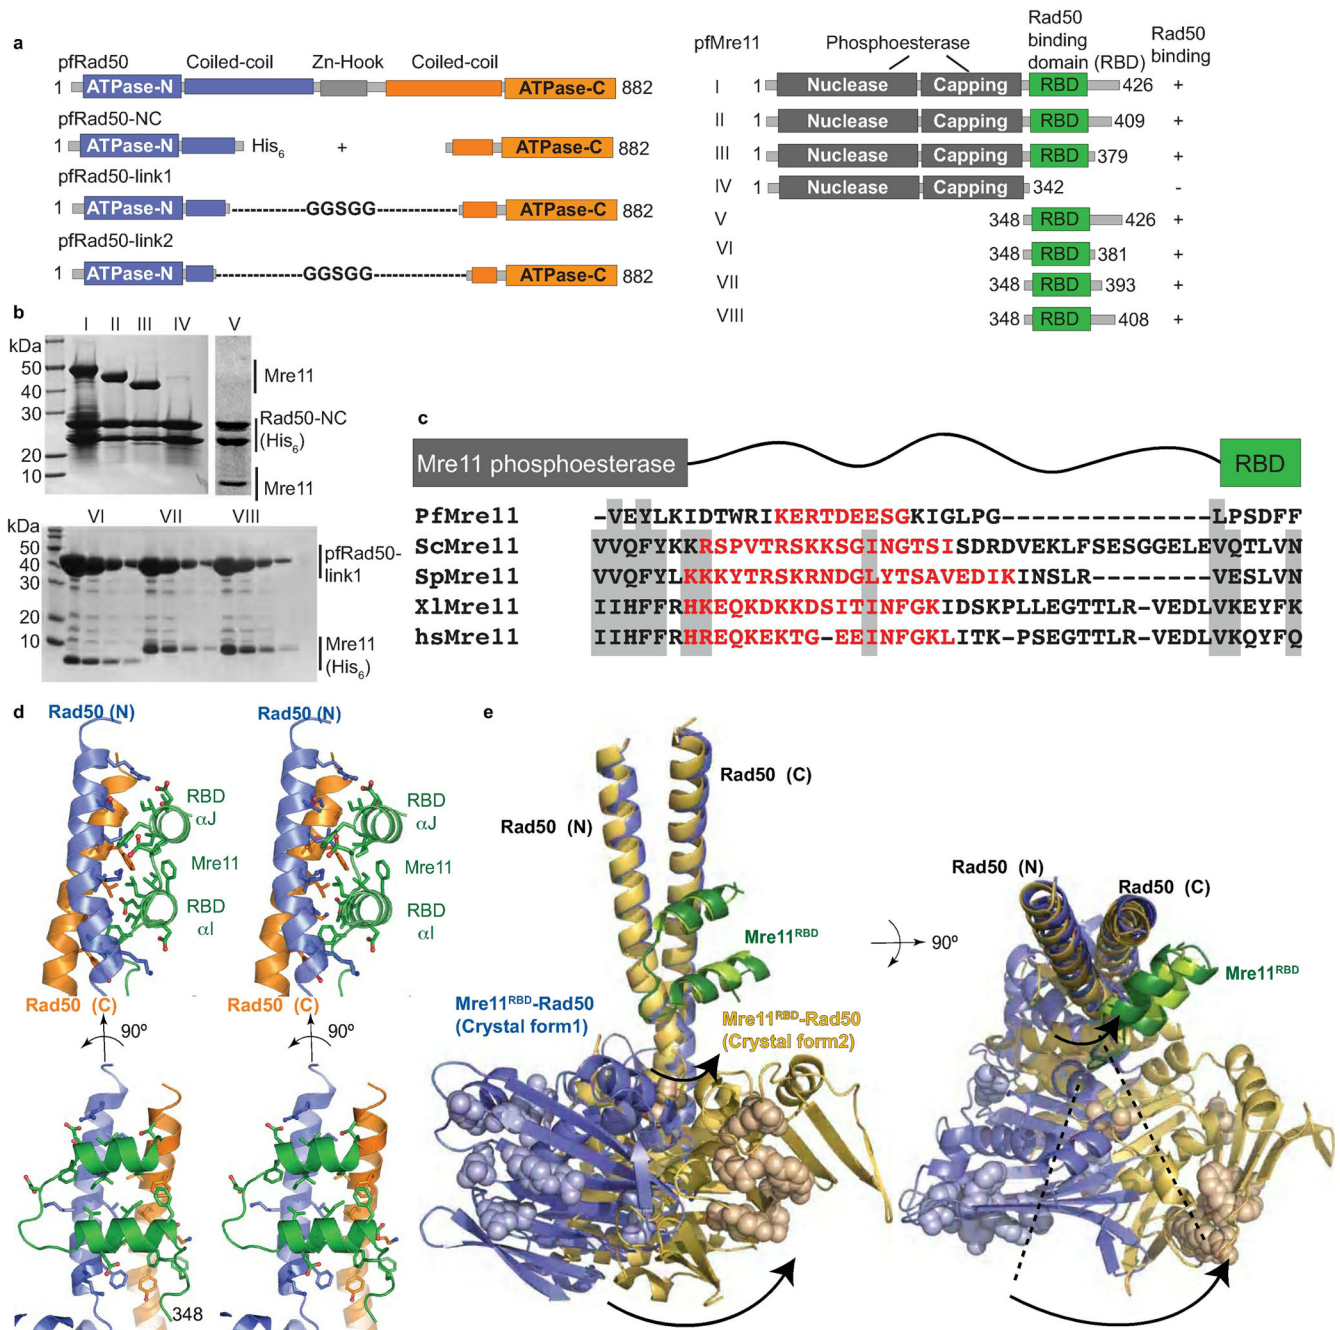 a
pfRad50 Coiled-coil Zn-Hook Coiled-coil
1 ATPase-N ATPase-C 882
pfRad50-NC
1 ATPase-N His6 + ATPase-C 882
pfRad50-link1
1 ATPase-N GGSGG ATPase-C 882
pfRad50-link2
1 ATPase-N GGSGG ATPase-C 882
pfMre11 Phosphoesterase Rad50 binding domain (RBD) Rad50 binding
I 1 Nuclease Capping RBD 426 +
II 1 Nuclease Capping RBD 409 +
III 1 Nuclease Capping RBD 379 +
IV 1 Nuclease Capping 342 -
V 348 RBD 426 +
VI 348 RBD 381 +
VII 348 RBD 393 +
VIII 348 RBD 408 +
b
I II III IV V
kDa
50
40
30
20
10
Mre11
Rad50-NC
(His6)
Mre11
VI VII VIII
kDa
50
40
30
20
10
pfRad50-
link1
Mre11
(His6)
c
Mre11 phosphoesterase RBD
PfMre11 -VEYLKIDTWRIKERTDEESGKIGLPG--------------LPSDFF
ScMre11 VVQFYKKRSPVTRSKKSGINGTSISDRDVEKLFSESGGELEVQTLVN
SpMre11 VVQFYLKKKYTRSKRNDGLYTSAVEDIKINSLR--------VESLVN
XlMre11 IIHFFRHKEQKDKKDSITINFGKIDSKPLLEGTTLR-VEDLVKEYFK
hsMre11 IIHFFRHREQKEKTG-EEINFGKLITK-PSEGTTLR-VEDLVKQYFQ
d
Rad50 (N) Rad50 (N)
RBD RBD
αJ αJ
Mre11 Mre11
RBD RBD
αI αI
Rad50 (C) Rad50 (C)
90º 90º
348
e
Rad50 (C)
Rad50 (N)
Mre11RBD
Mre11RBD-Rad50
(Crystal form1)
Mre11RBD-Rad50
(Crystal form2)
90º
Rad50 (N)
Rad50 (C)
Mre11RBD